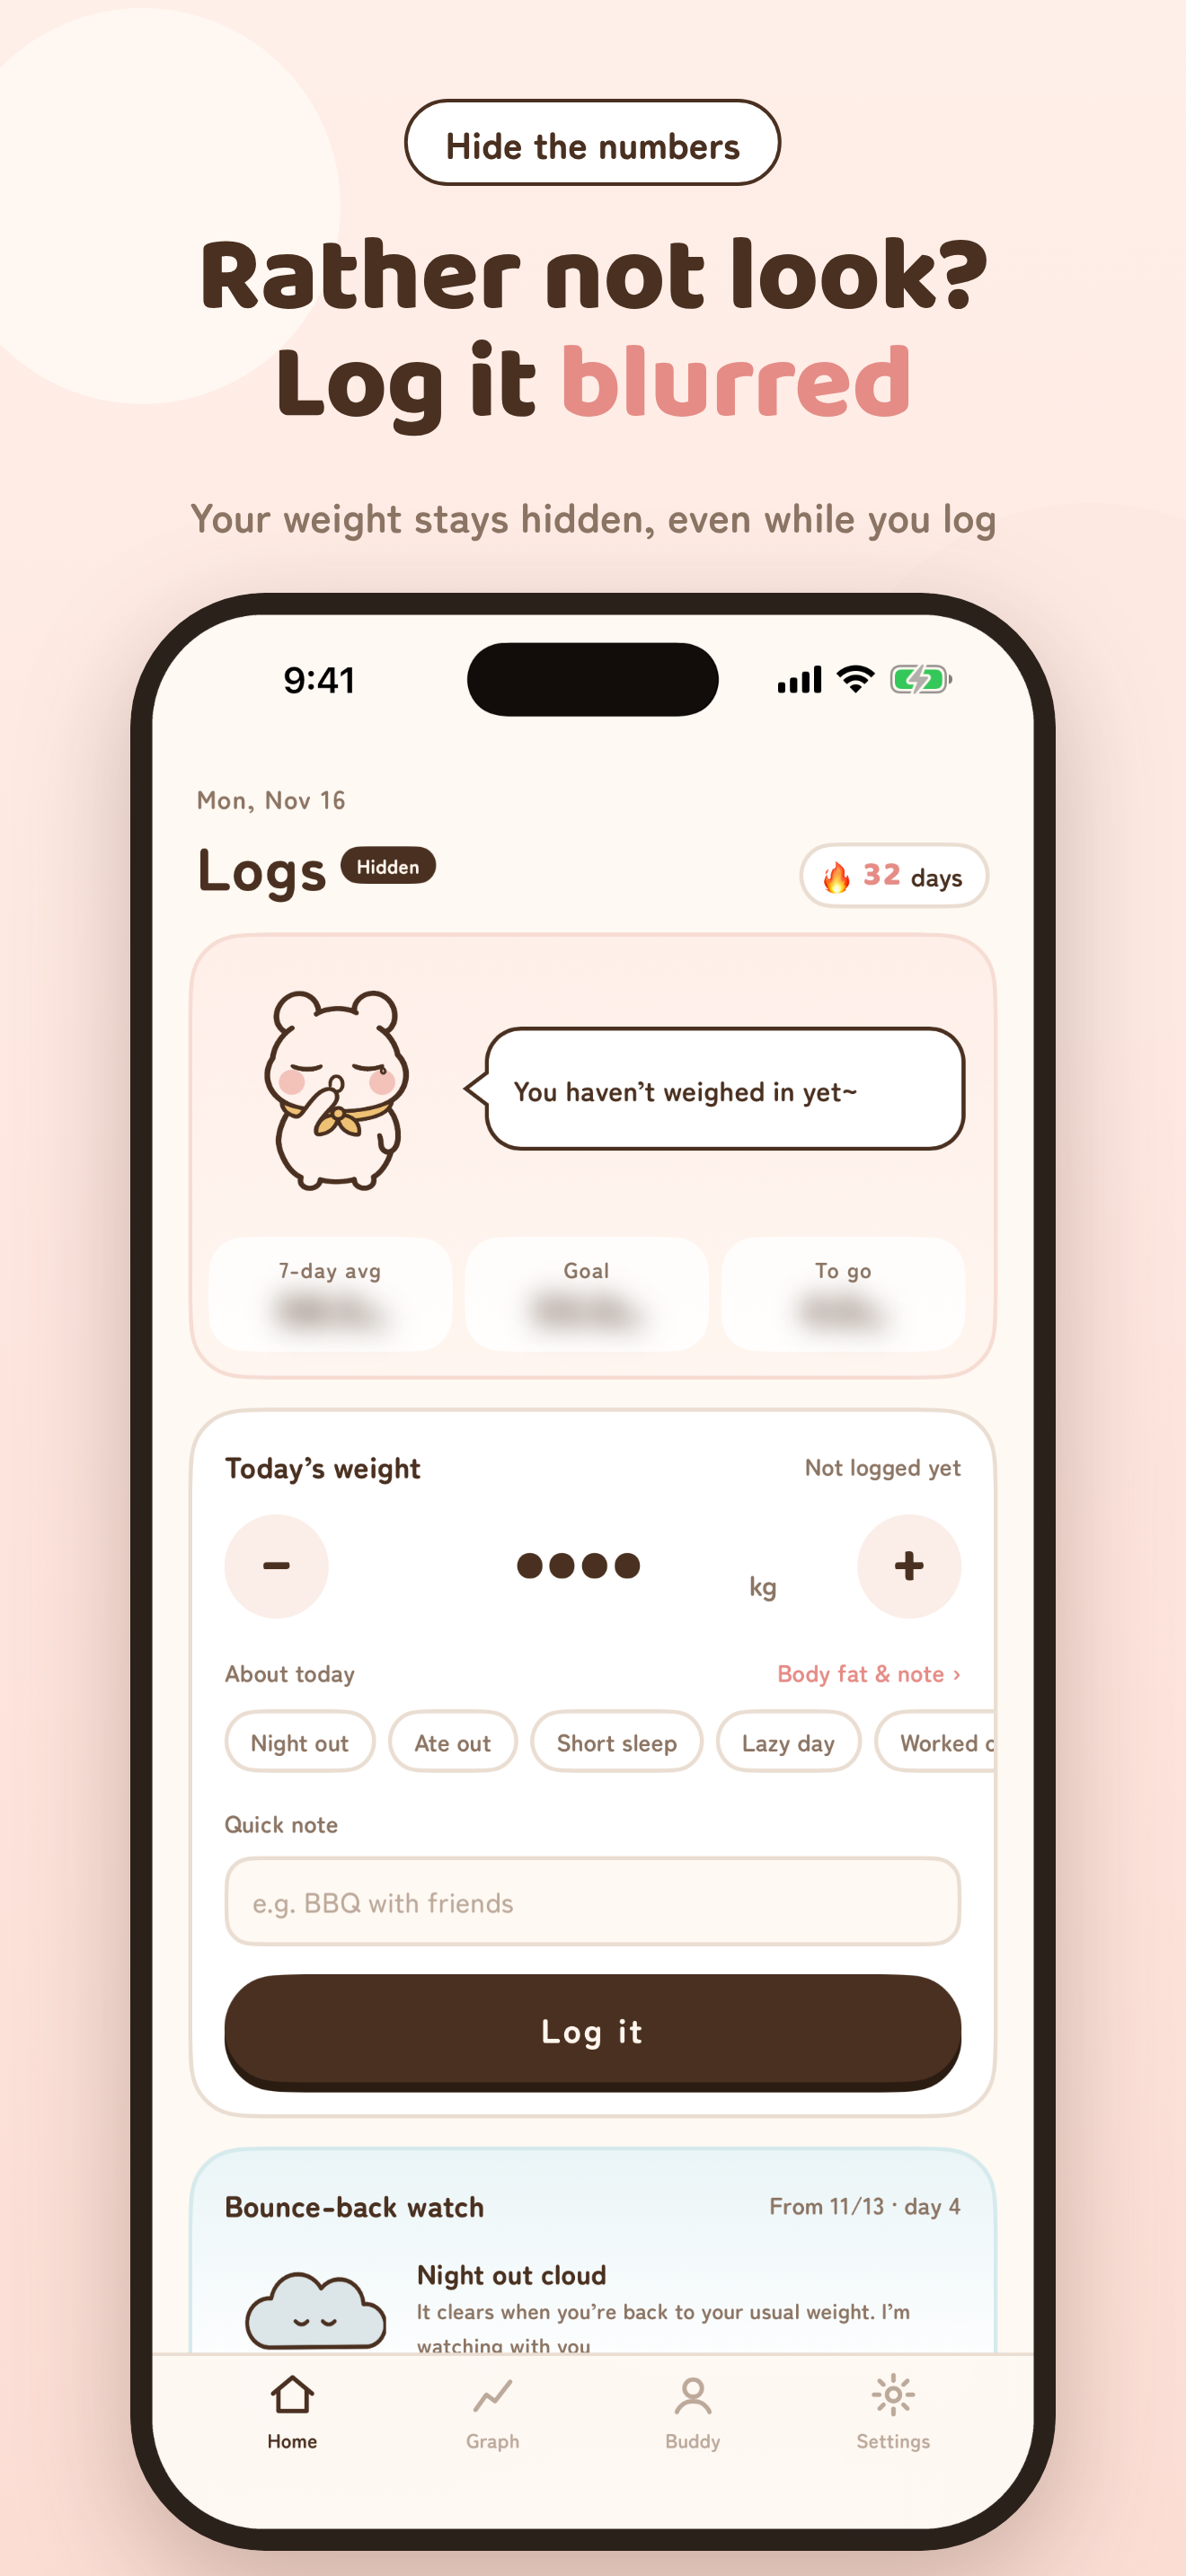 Hide the numbers
Rather not look?
Log it blurred
Your weight stays hidden, even while you log
9:41
Mon, Nov 16
Logs Hidden
🔥 32 days
You haven’t weighed in yet~
7-day avg
Goal
To go
Today’s weight
Not logged yet
−
●●●●
kg
+
About today
Body fat & note ›
Night out
Ate out
Short sleep
Lazy day
Worked
Quick note
e.g. BBQ with friends
Log it
Bounce-back watch
From 11/13 · day 4
Night out cloud
It clears when you’re back to your usual weight. I’m
watching with you
Home
Graph
Buddy
Settings